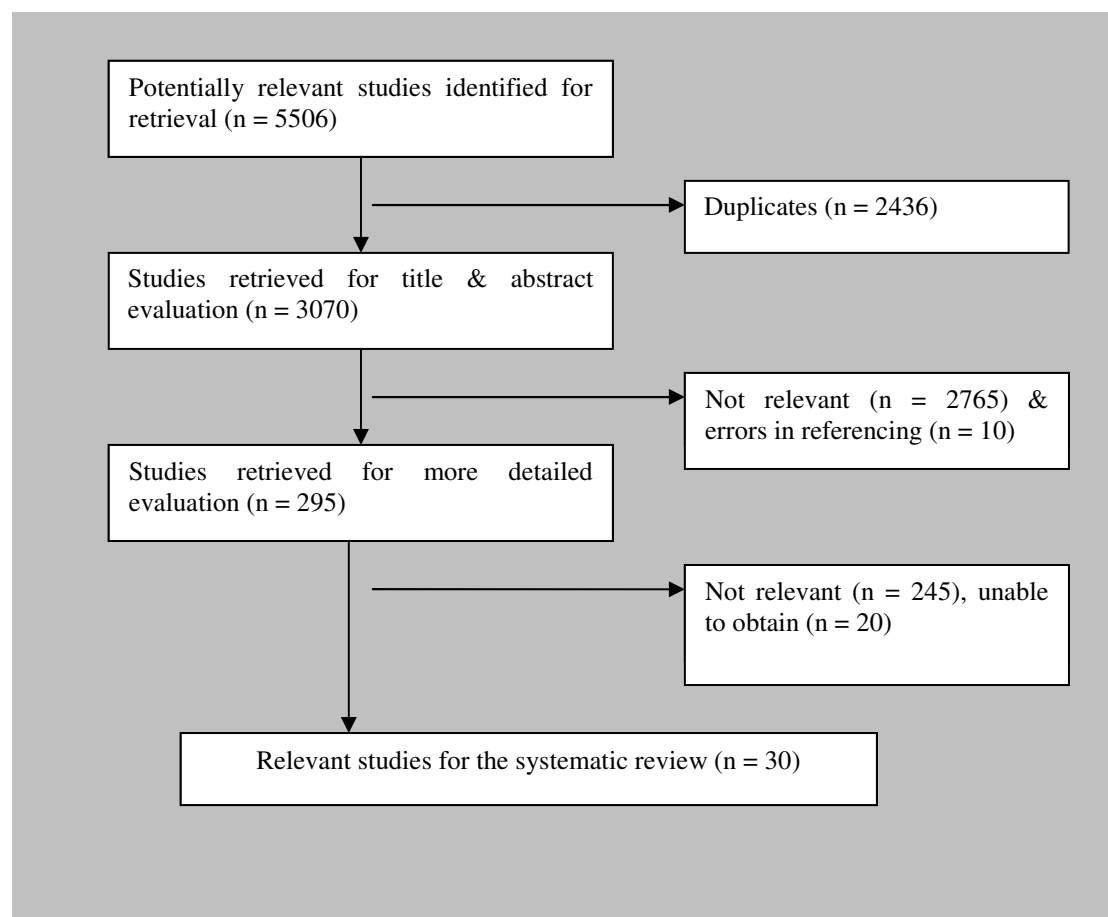 Potentially relevant studies identified for
retrieval (n = 5506)
Duplicates (n = 2436)
Studies retrieved for title & abstract
evaluation (n = 3070)
Not relevant (n = 2765) &
errors in referencing (n = 10)
Studies retrieved for more detailed
evaluation (n = 295)
Not relevant (n = 245), unable
to obtain (n = 20)
Relevant studies for the systematic review (n = 30)